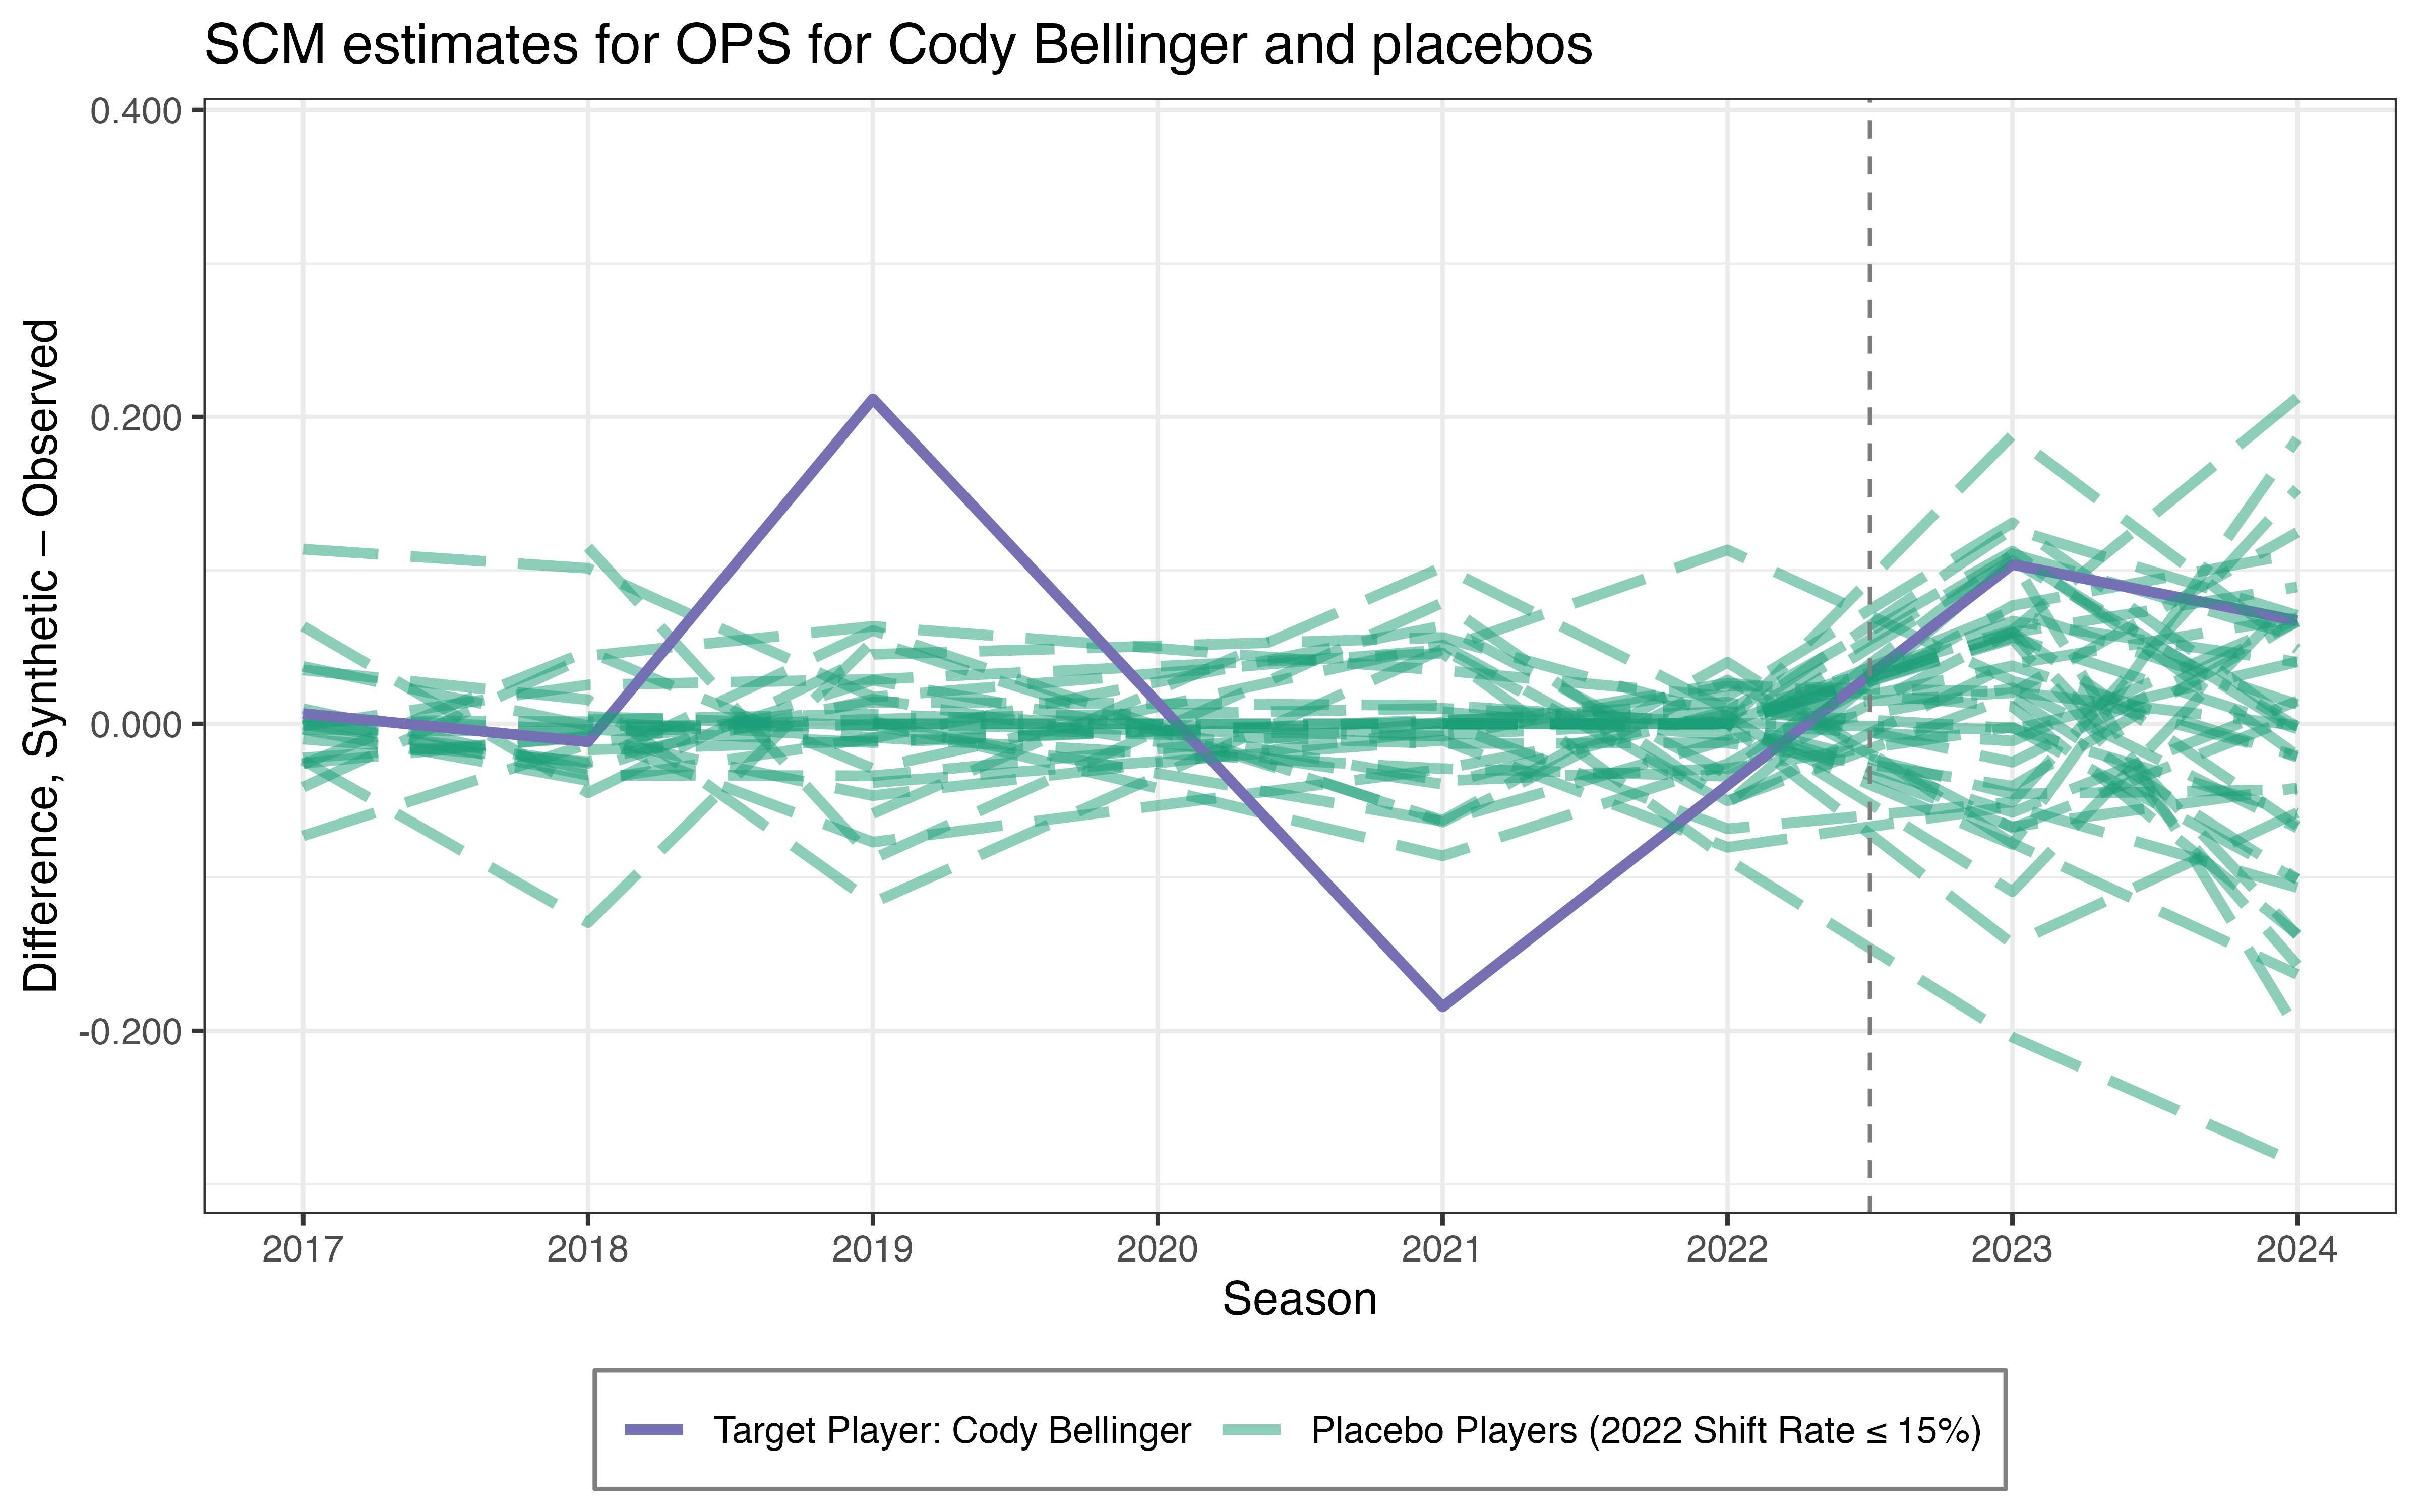 SCM estimates for OPS for Cody Bellinger and placebos
Difference, Synthetic − Observed
0.400
0.200
0.000
-0.200
2017 2018 2019 2020 2021 2022 2023 2024
Season
Target Player: Cody Bellinger Placebo Players (2022 Shift Rate ≤ 15%)